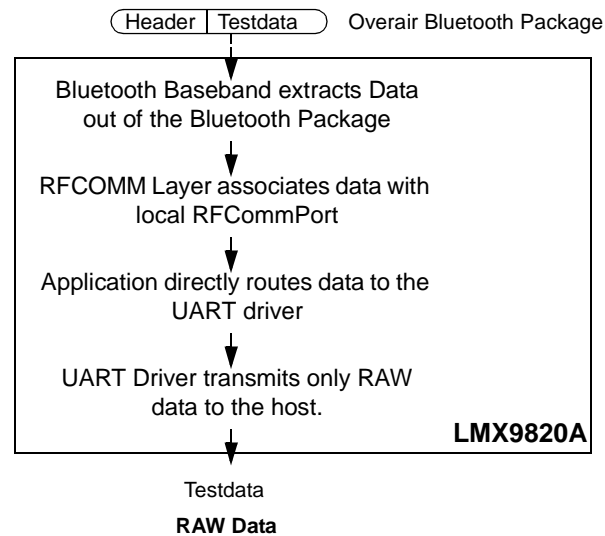 Header Testdata Overair Bluetooth Package
Bluetooth Baseband extracts Data
out of the Bluetooth Package
RFCOMM Layer associates data with
local RFCommPort
Application directly routes data to the
UART driver
UART Driver transmits only RAW
data to the host.
LMX9820A
Testdata
RAW Data